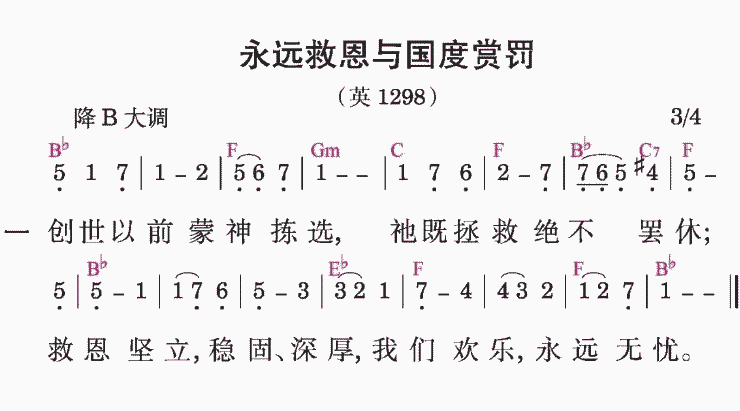 永远救恩与国度赏罚
（英 1298）
降 B 大调 3/4
B♭ F Gm C F B♭ C7 F
5̣ 1 7̣ | 1 - 2 | 5̣ 6̣ 7̣ | 1 - - | 1 7̣ 6̣ | 2 - 7̣ | 7̣ 6̣ 5̣ ♯4̣ | 5̣ -
一 创世以前蒙神拣选, 祂既拯救绝不 罢休;
B♭ E♭ F F B♭
5̣ | 5̣ - 1 | 1 7̣ 6̣ | 5̣ - 3 | 3 2 1 | 7̣ - 4 | 4 3 2 | 1 2 7̣ | 1 - - ‖
救恩 坚立, 稳固、深厚, 我们 欢乐, 永远 无忧。